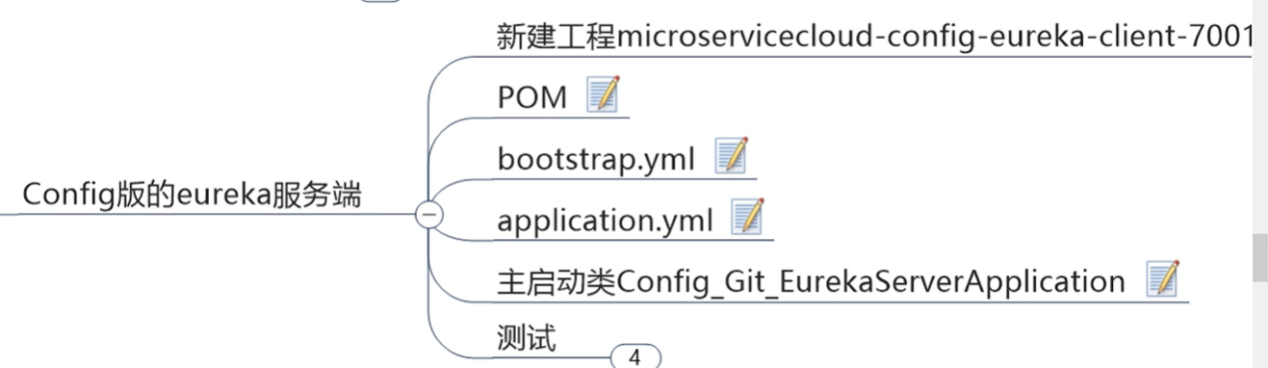 新建工程microservicecloud-config-eureka-client-7001
POM
bootstrap.yml
Config版的eureka服务端
application.yml
主启动类Config_Git_EurekaServerApplication
测试
4